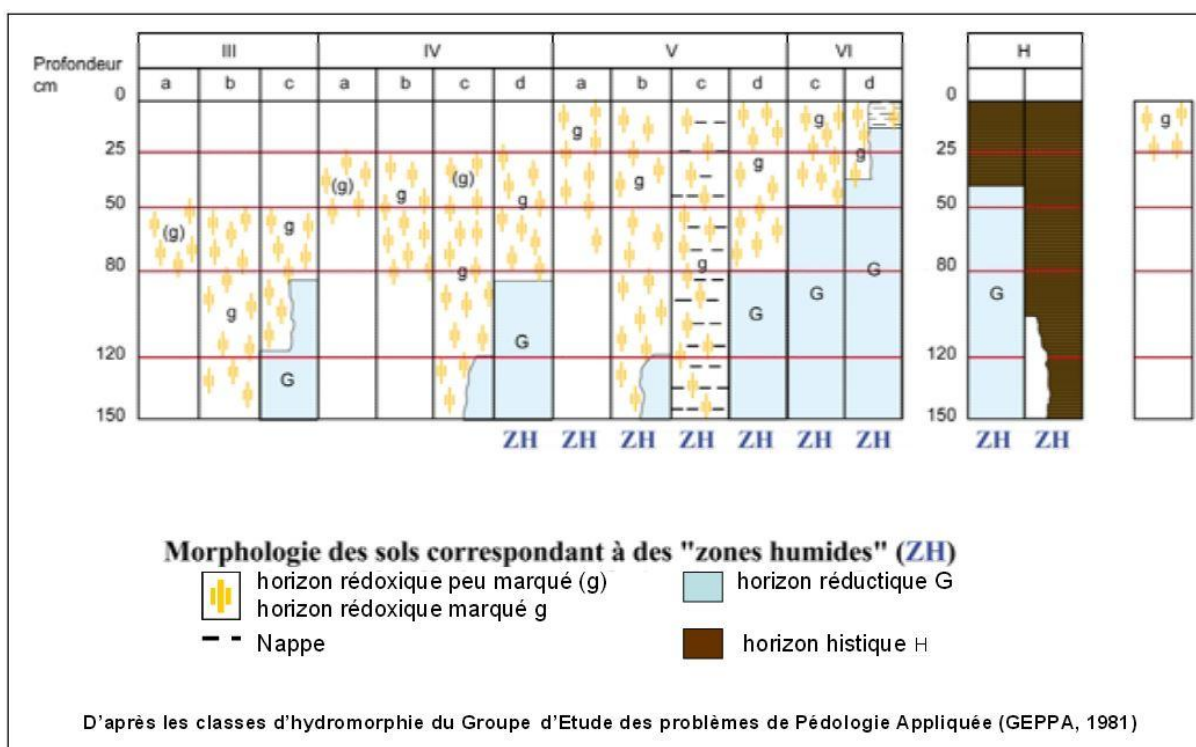 III IV V VI H
Profondeur
cm a b c a b c d a b c d c d
0 0
g g g g
25 25
(g) g (g) g g g
50 50
(g) g G
80 80
g g g G G G
120 G 120
G
150 150
ZH ZH ZH ZH ZH ZH ZH ZH ZH
Morphologie des sols correspondant à des "zones humides" (ZH)
horizon rédoxique peu marqué (g) horizon réductique G
horizon rédoxique marqué g
Nappe horizon histique H
D'après les classes d'hydromorphie du Groupe d'Etude des problèmes de Pédologie Appliquée (GEPPA, 1981)